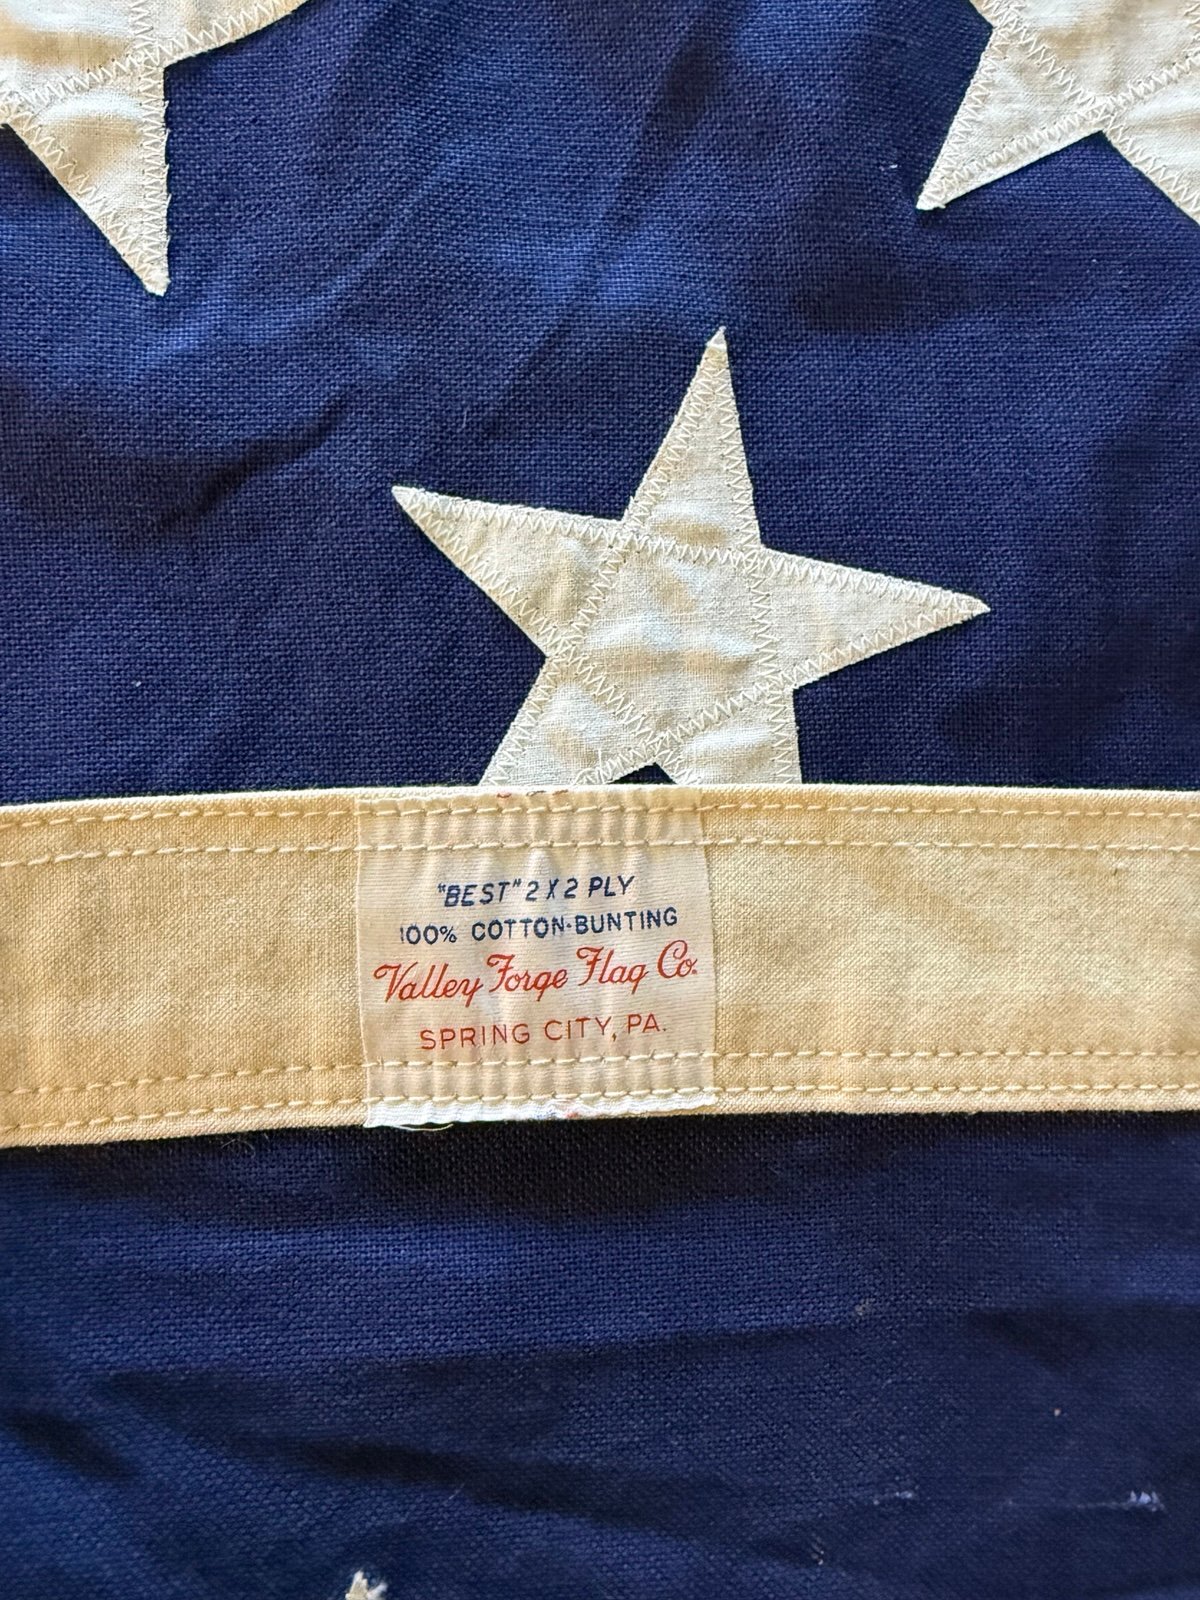 "BEST" 2 X 2 PLY
100% COTTON-BUNTING
Valley Forge Flag Co.
SPRING CITY, PA.